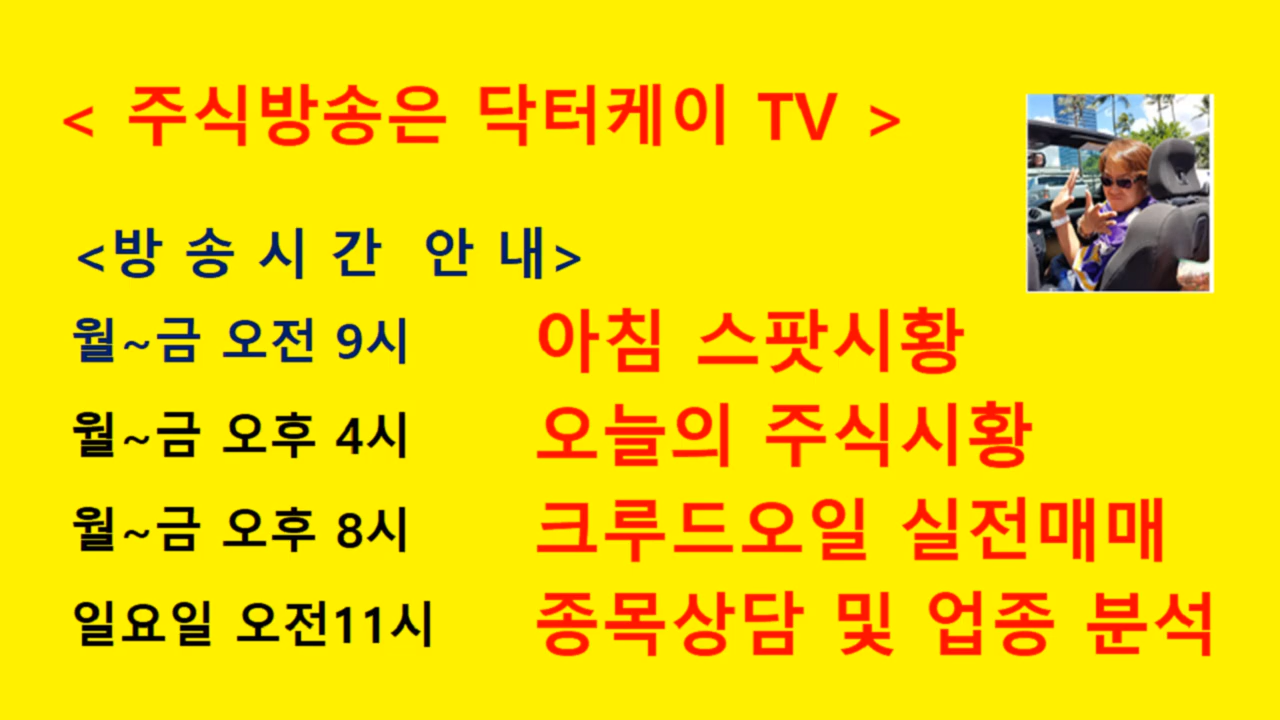 < 주식방송은 닥터케이 TV >
<방 송 시 간 안 내>
월~금 오전 9시 아침 스팟시황
월~금 오후 4시 오늘의 주식시황
월~금 오후 8시 크루드오일 실전매매
일요일 오전11시 종목상담 및 업종 분석